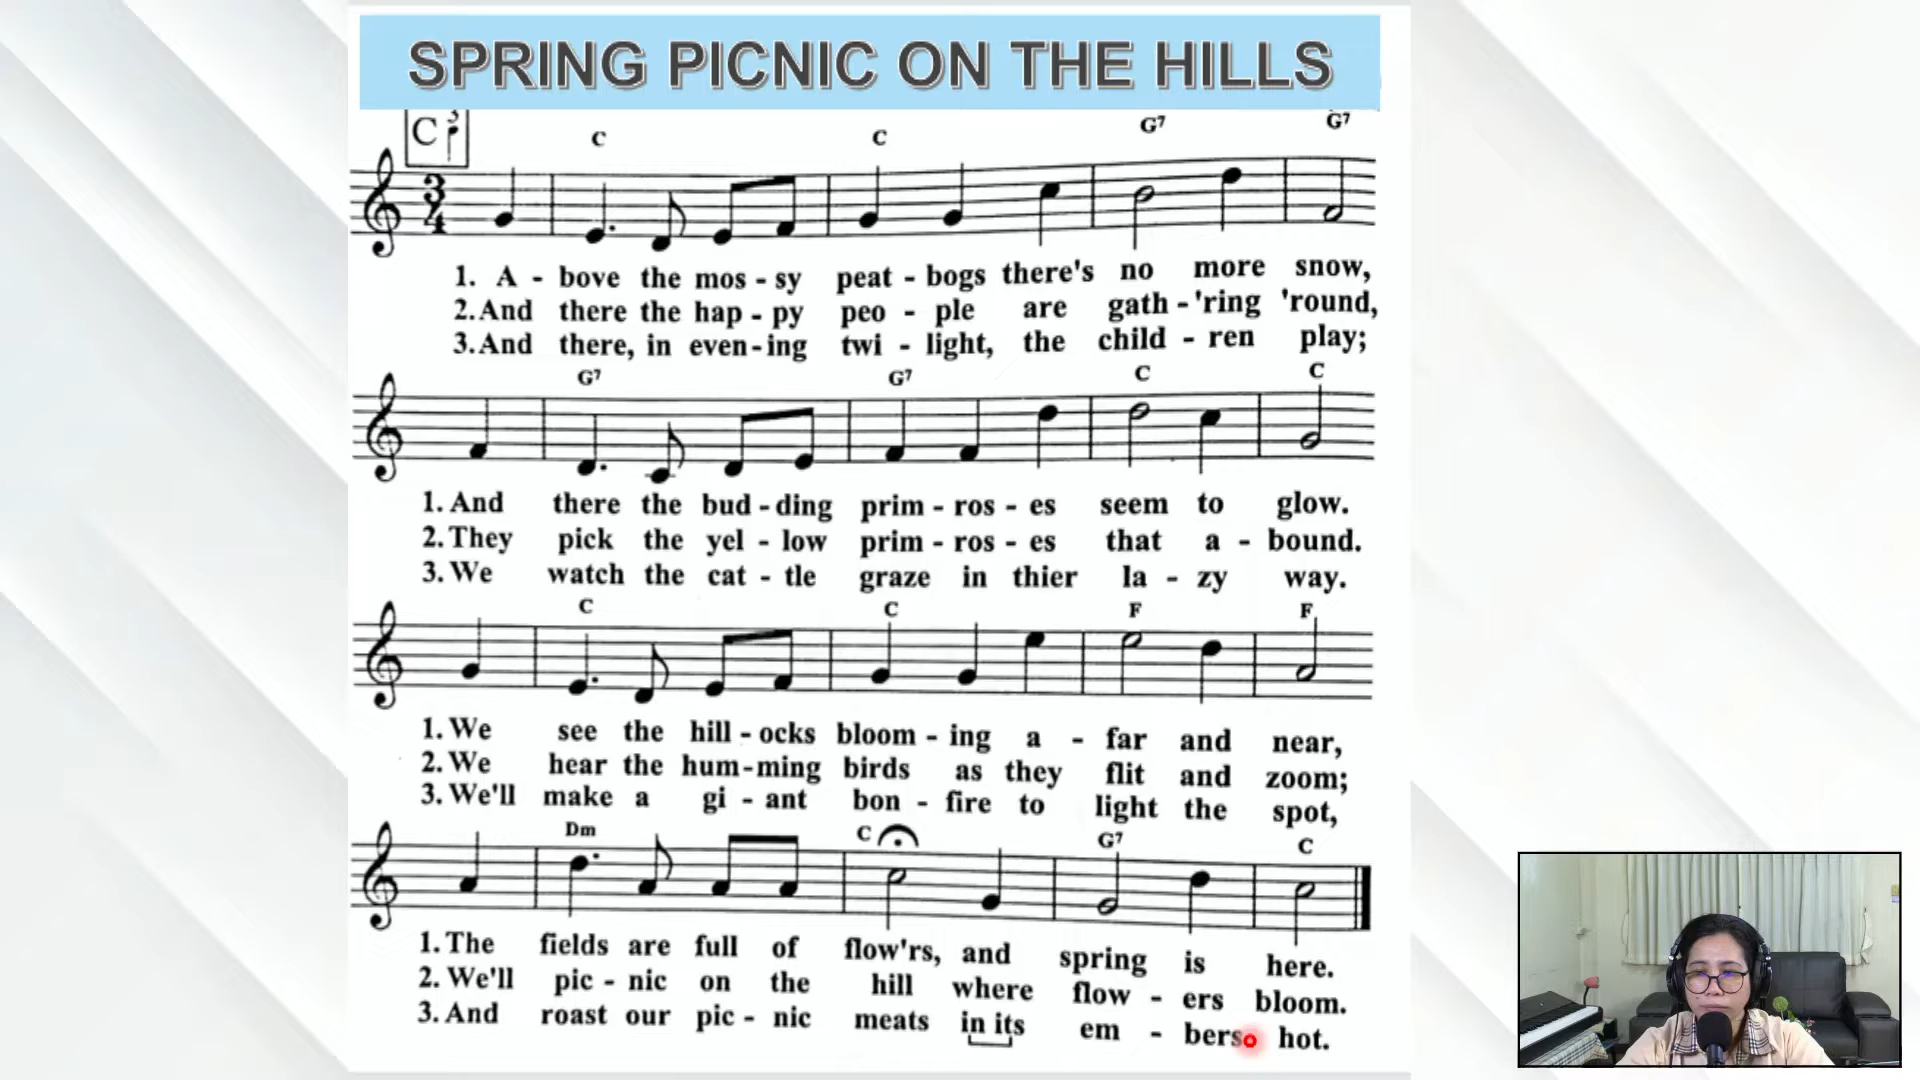 SPRING PICNIC ON THE HILLS
C 3
C C G7 G7
3
4
1. A - bove the mos - sy peat - bogs there's no more snow,
2. And there the hap - py peo - ple are gath - 'ring 'round,
3. And there, in even - ing twi - light, the child - ren play;
G7 G7 C C
1. And there the bud - ding prim - ros - es seem to glow.
2. They pick the yel - low prim - ros - es that a - bound.
3. We watch the cat - tle graze in thier la - zy way.
C C F F
1. We see the hill - ocks bloom - ing a - far and near,
2. We hear the hum - ming birds as they flit and zoom;
3. We'll make a gi - ant bon - fire to light the spot,
Dm C G7 C
1. The fields are full of flow'rs, and spring is here.
2. We'll pic - nic on the hill where flow - ers bloom.
3. And roast our pic - nic meats in its em - bers hot.